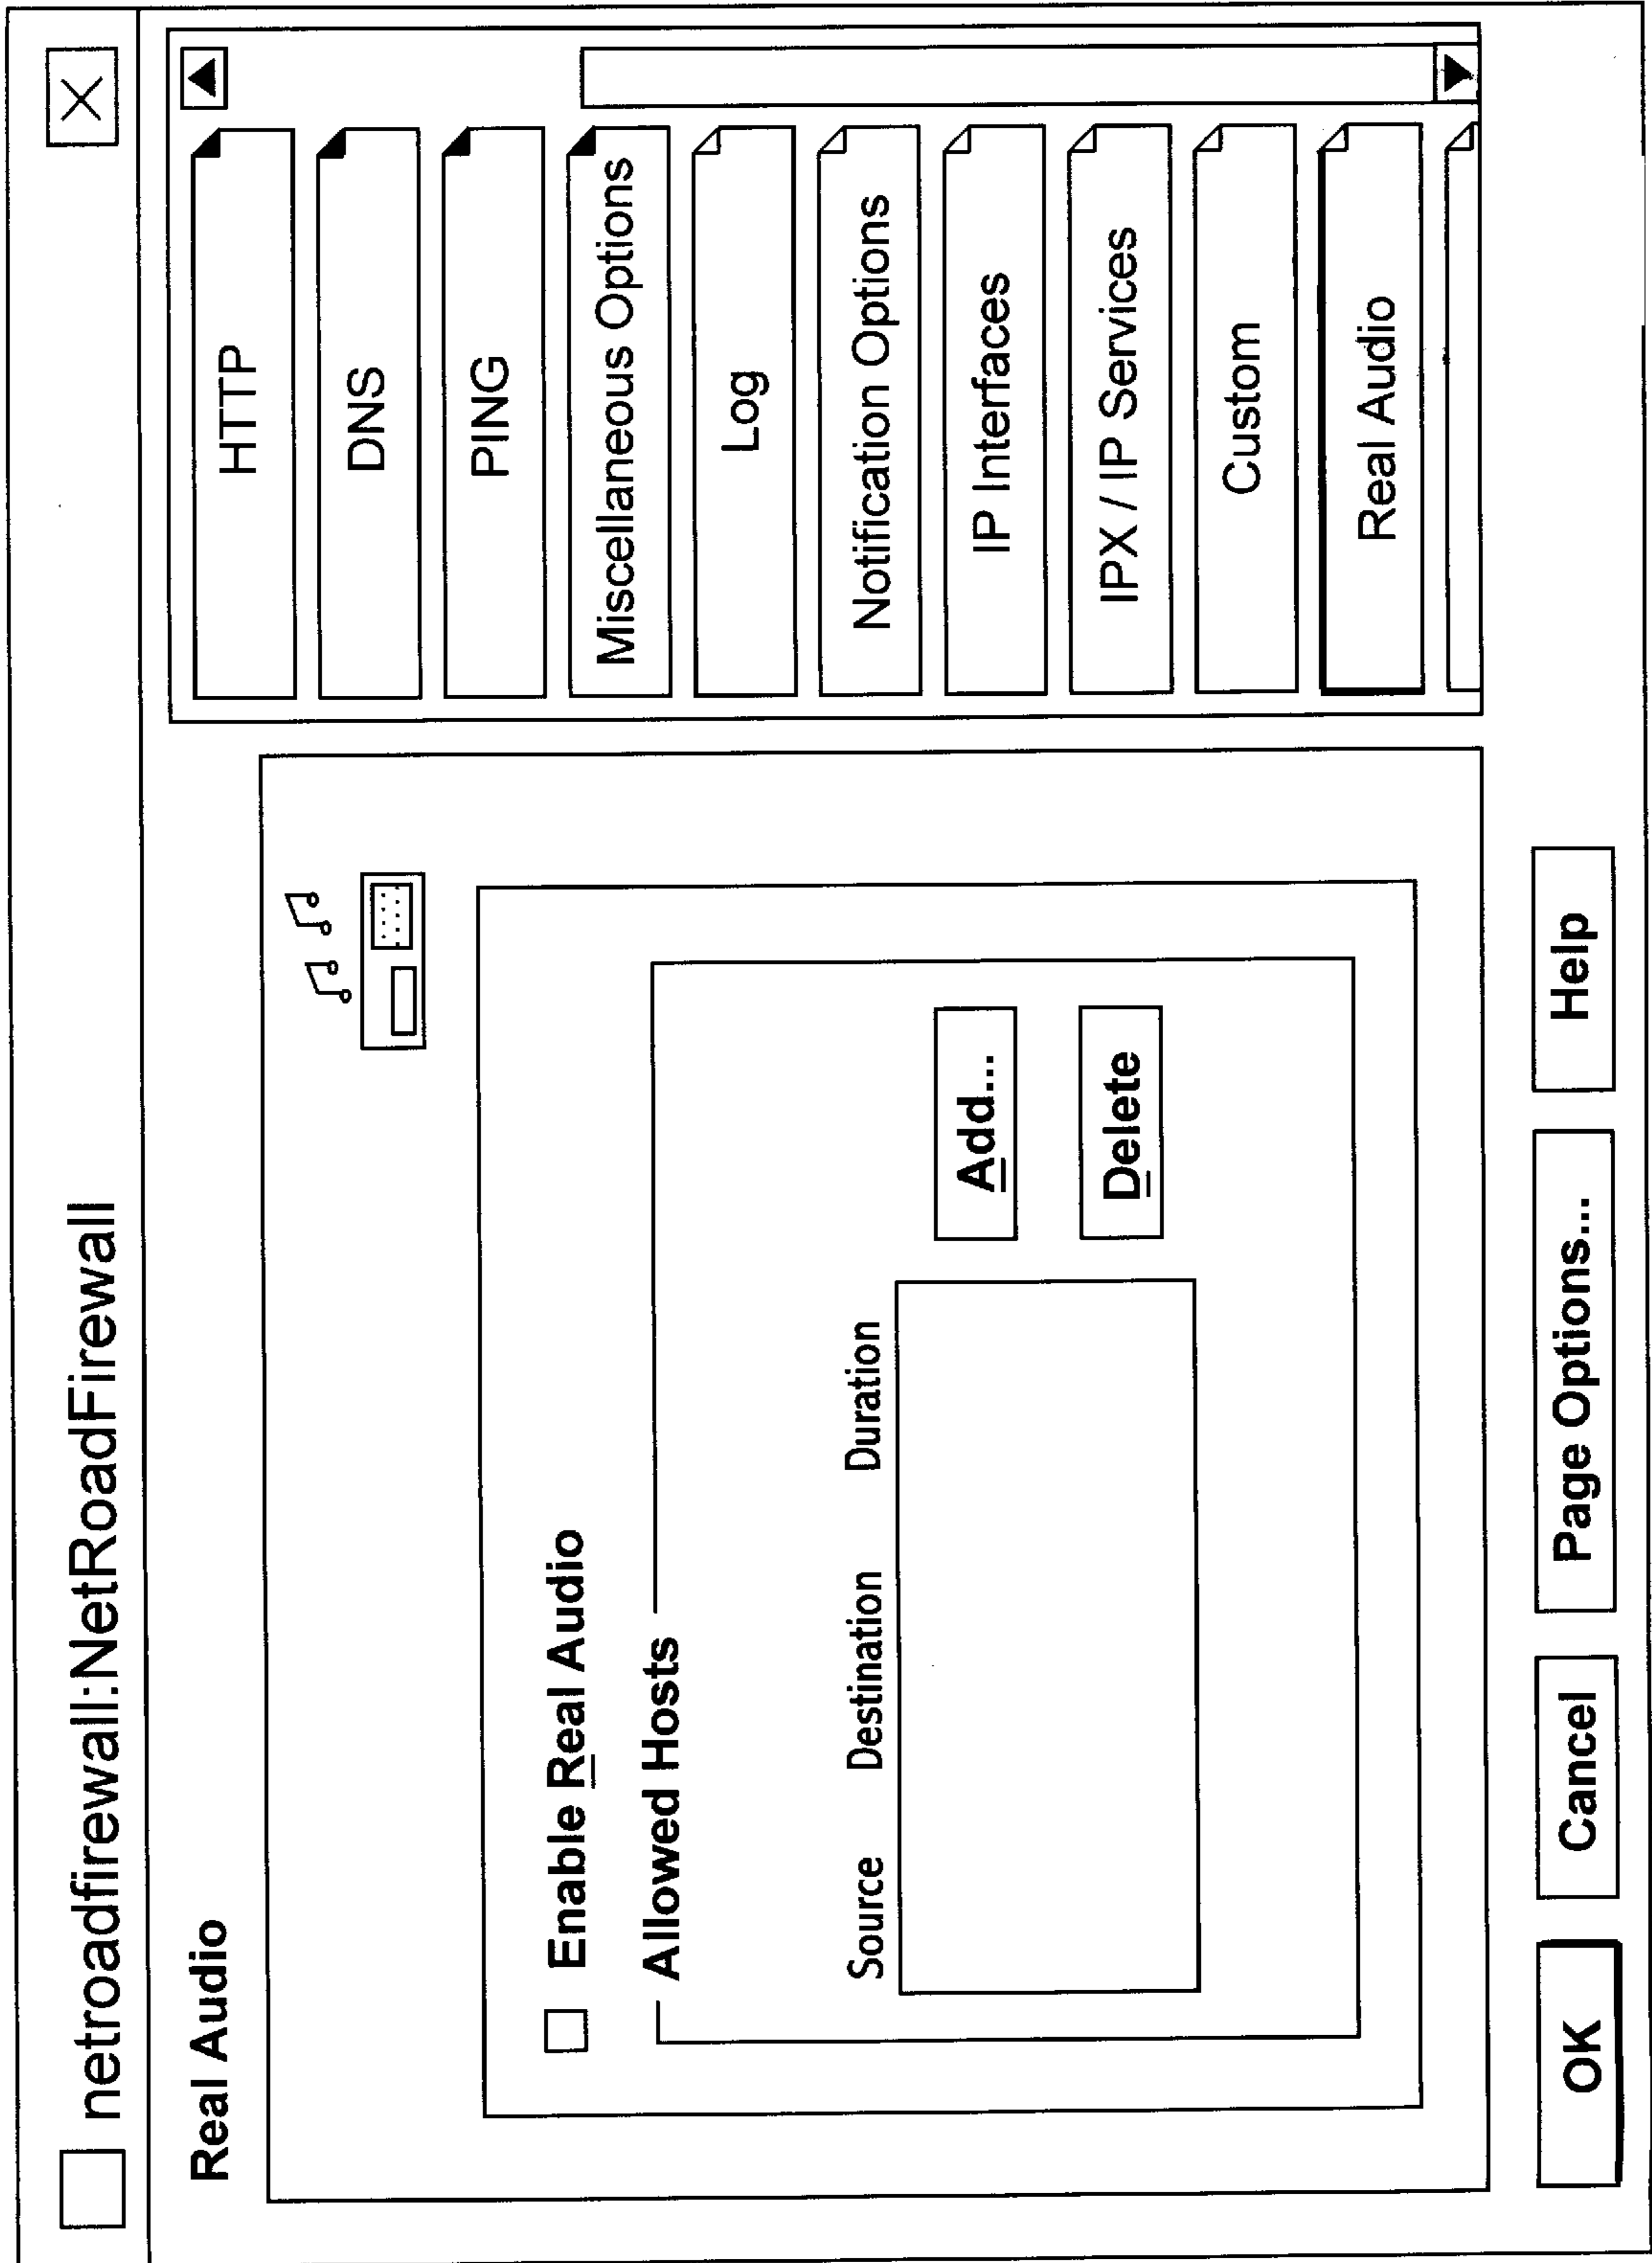 netroadfirewall:NetRoadFirewall
Real Audio
Enable Real Audio
Allowed Hosts
Source Destination Duration
Add...
Delete
HTTP
DNS
PING
Miscellaneous Options
Log
Notification Options
IP Interfaces
IPX / IP Services
Custom
Real Audio
OK Cancel Page Options... Help